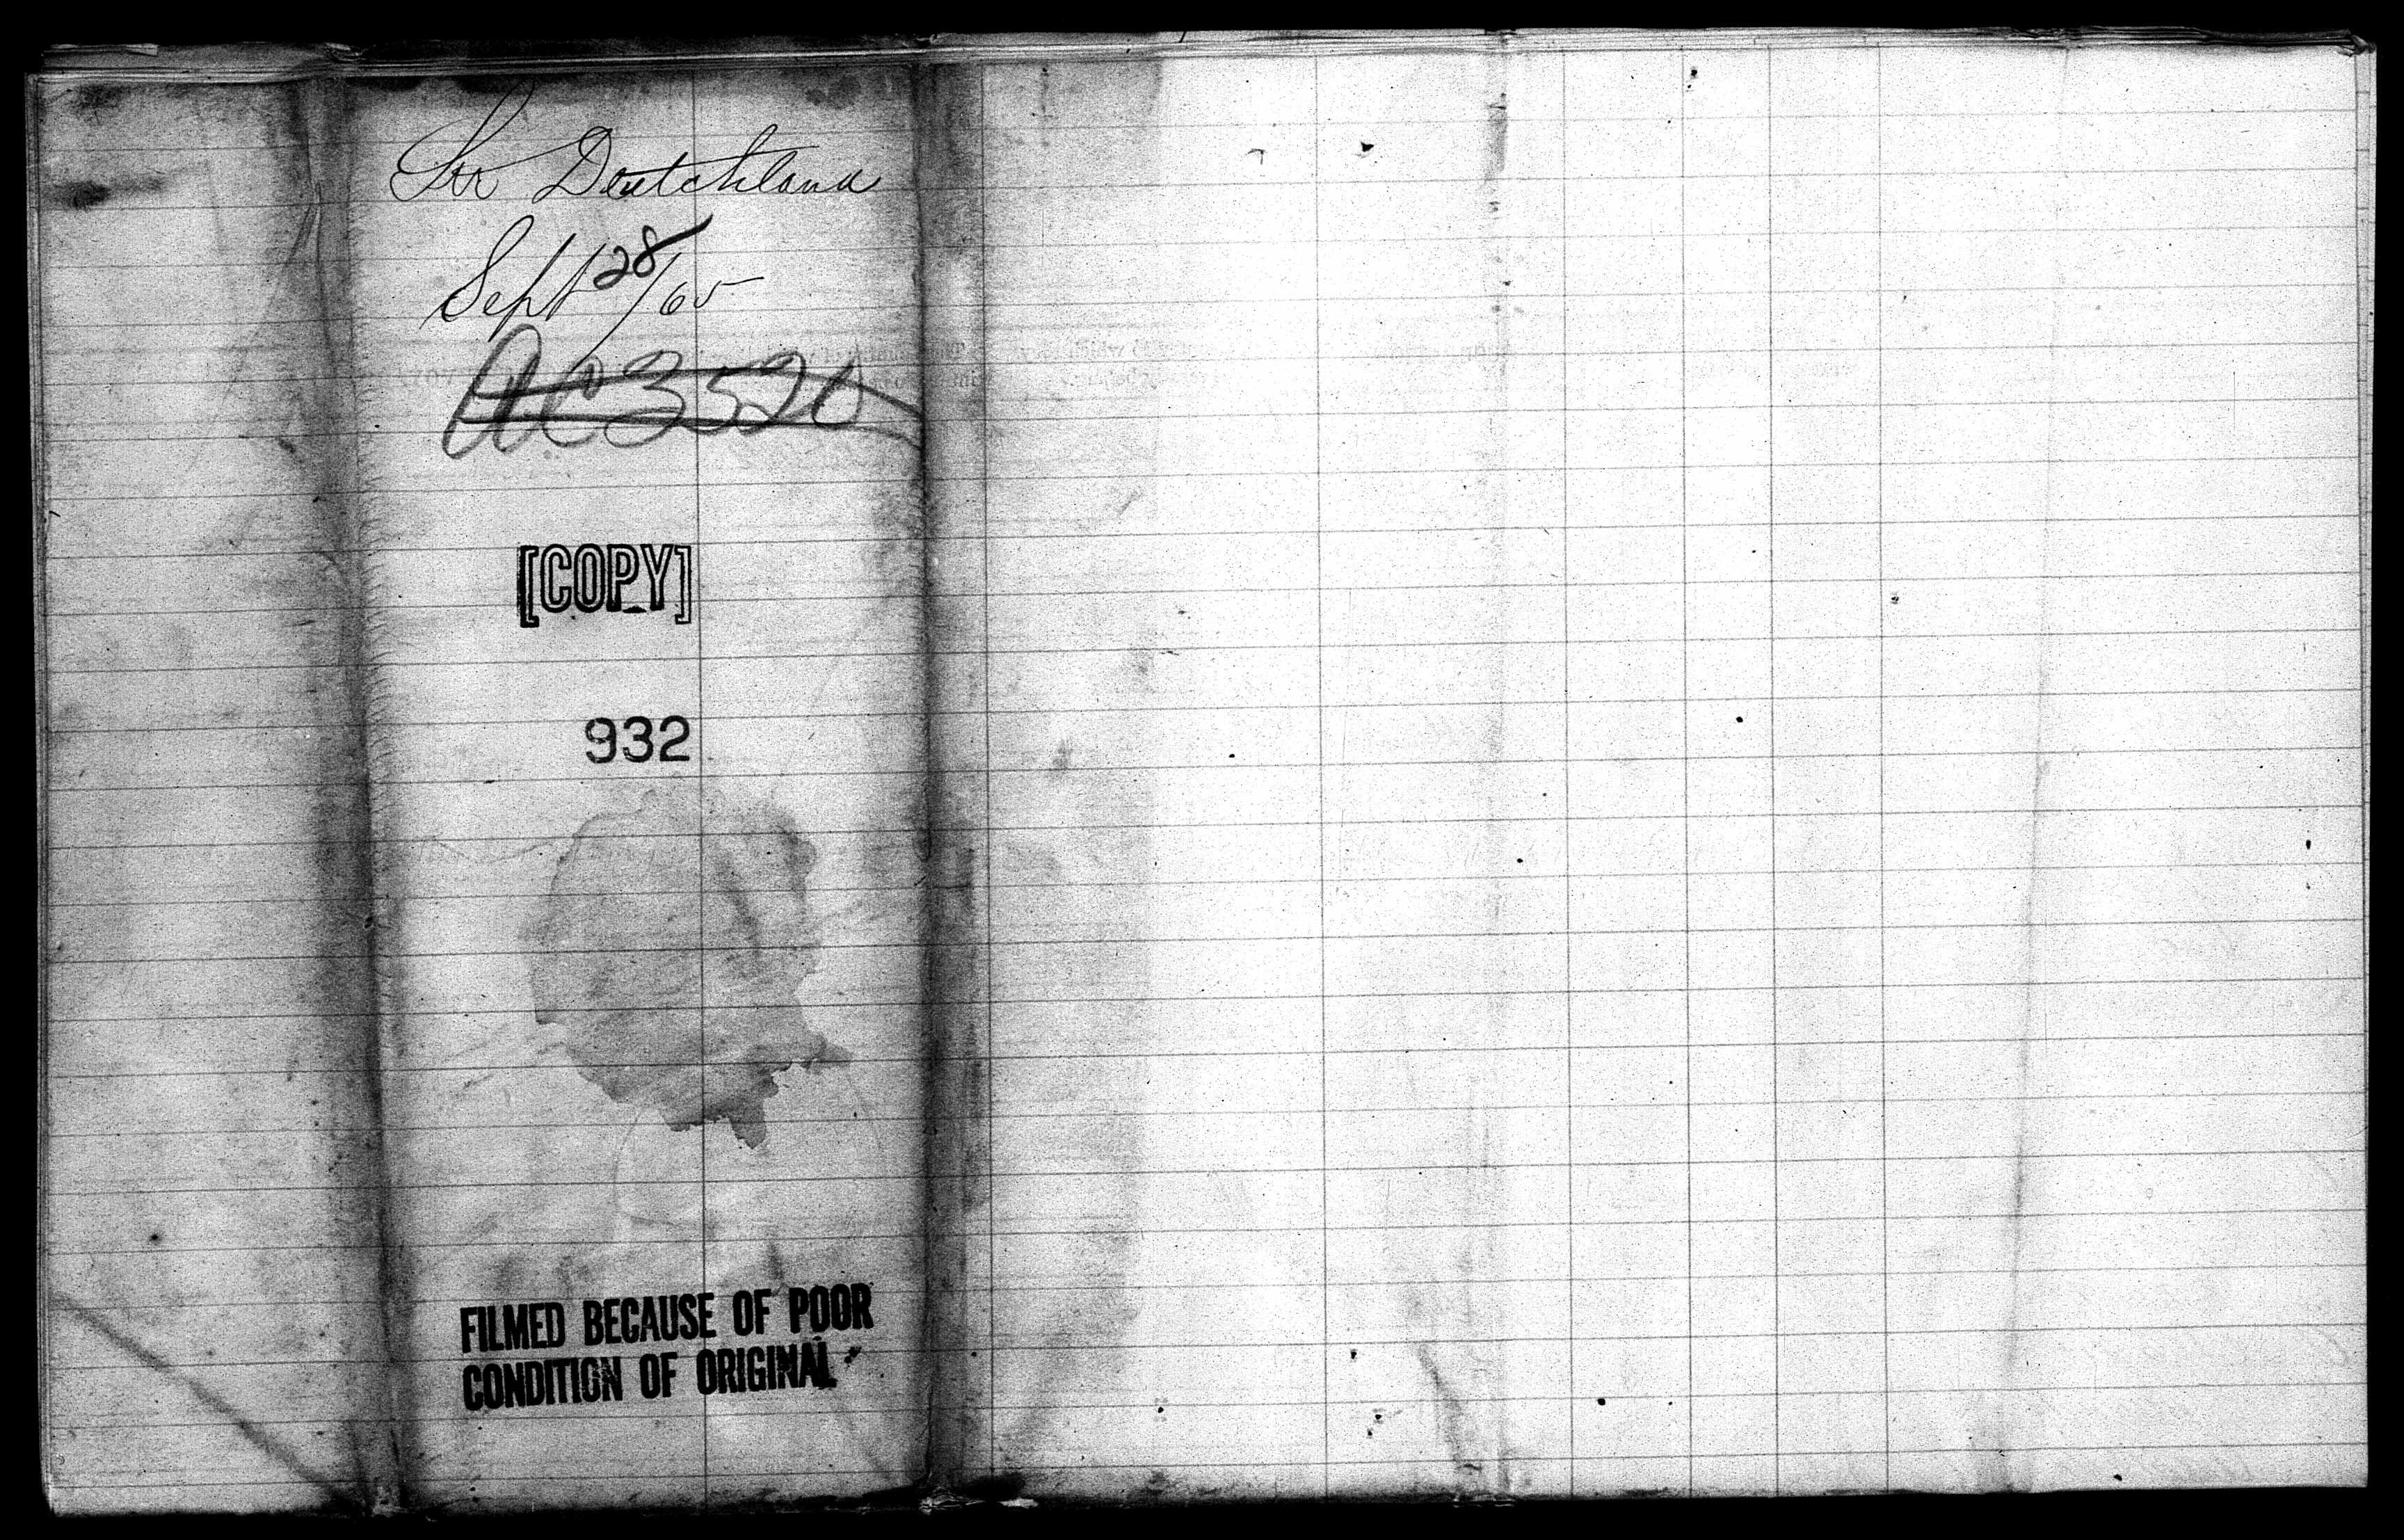 Str Deutchland
Sept 28/65
AC 3520
[COPY]
932
FILMED BECAUSE OF POOR
CONDITION OF ORIGINAL